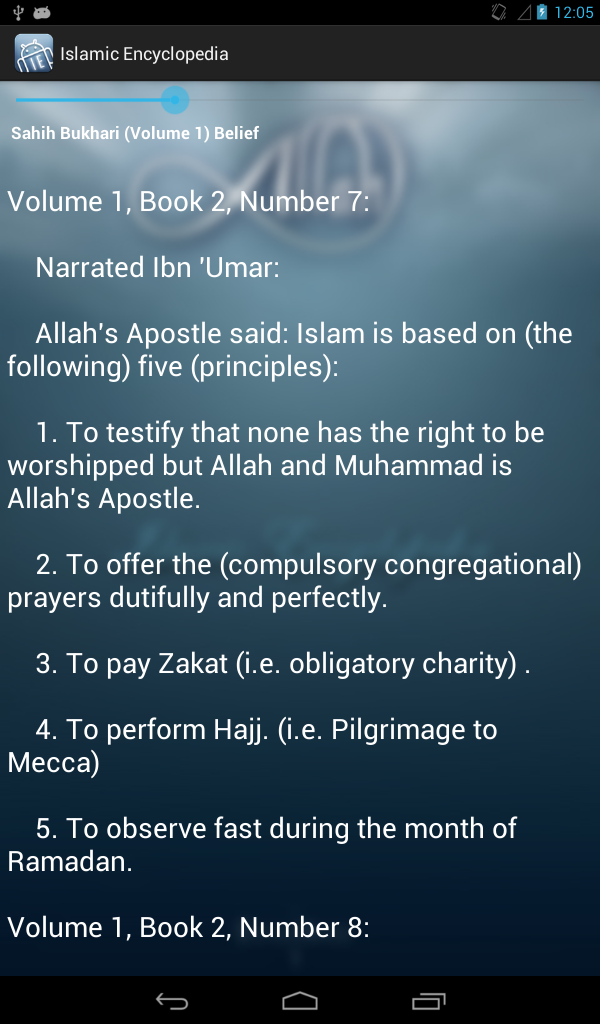 12:05
Islamic Encyclopedia
Sahih Bukhari (Volume 1) Belief
Volume 1, Book 2, Number 7:
Narrated Ibn 'Umar:
Allah's Apostle said: Islam is based on (the
following) five (principles):
1. To testify that none has the right to be
worshipped but Allah and Muhammad is
Allah's Apostle.
2. To offer the (compulsory congregational)
prayers dutifully and perfectly.
3. To pay Zakat (i.e. obligatory charity) .
4. To perform Hajj. (i.e. Pilgrimage to
Mecca)
5. To observe fast during the month of
Ramadan.
Volume 1, Book 2, Number 8: